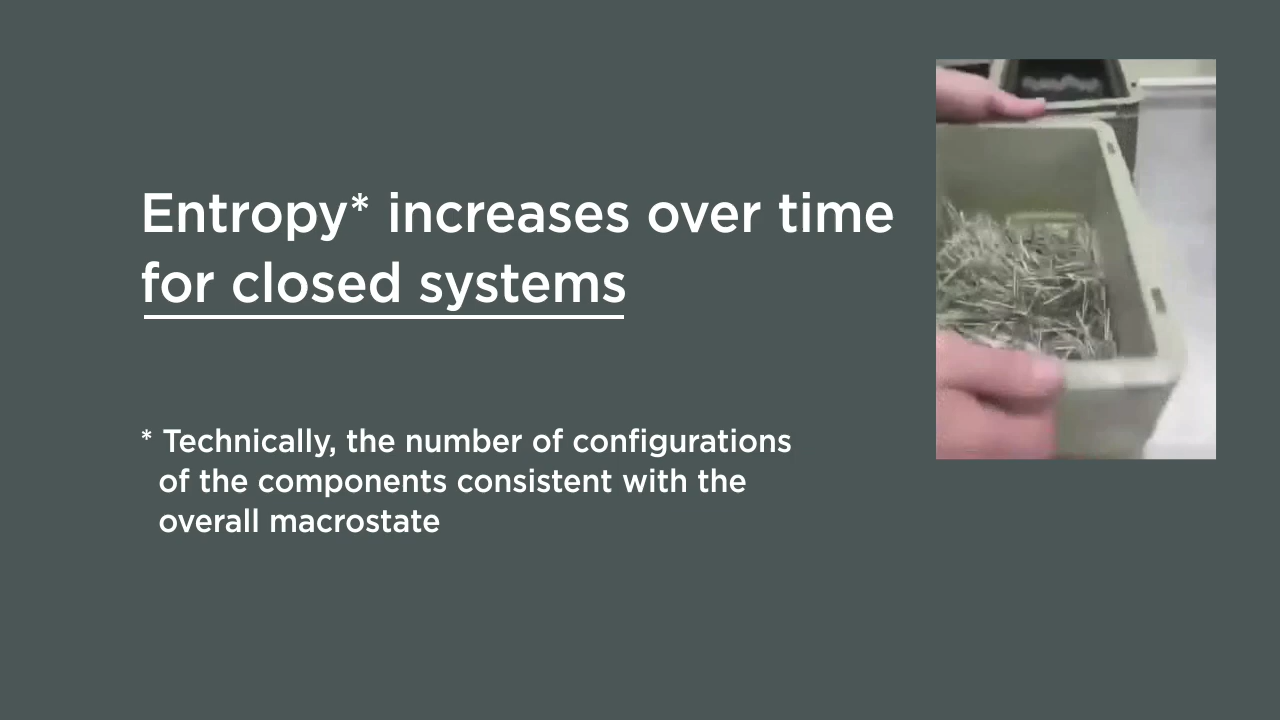 Entropy* increases over time
for closed systems
* Technically, the number of configurations
of the components consistent with the
overall macrostate